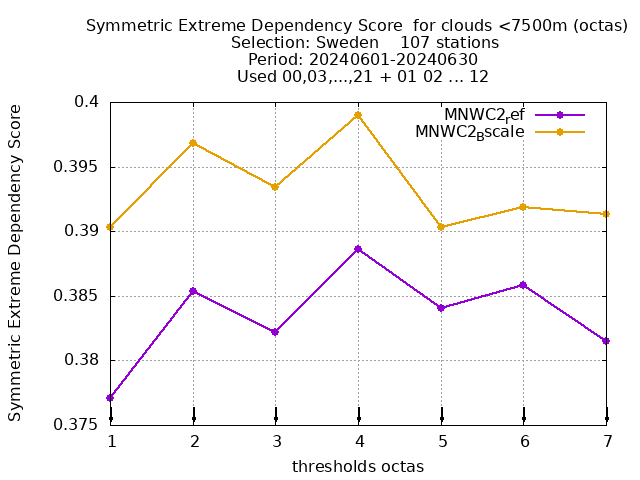 Symmetric Extreme Dependency Score for clouds <7500m (octas)
Selection: Sweden 107 stations
Period: 20240601-20240630
Used 00,03,...,21 + 01 02 ... 12
MNWC2ref
MNWC2Bscale
Symmetric Extreme Dependency Score
0.4
0.395
0.39
0.385
0.38
0.375
1 2 3 4 5 6 7
thresholds octas